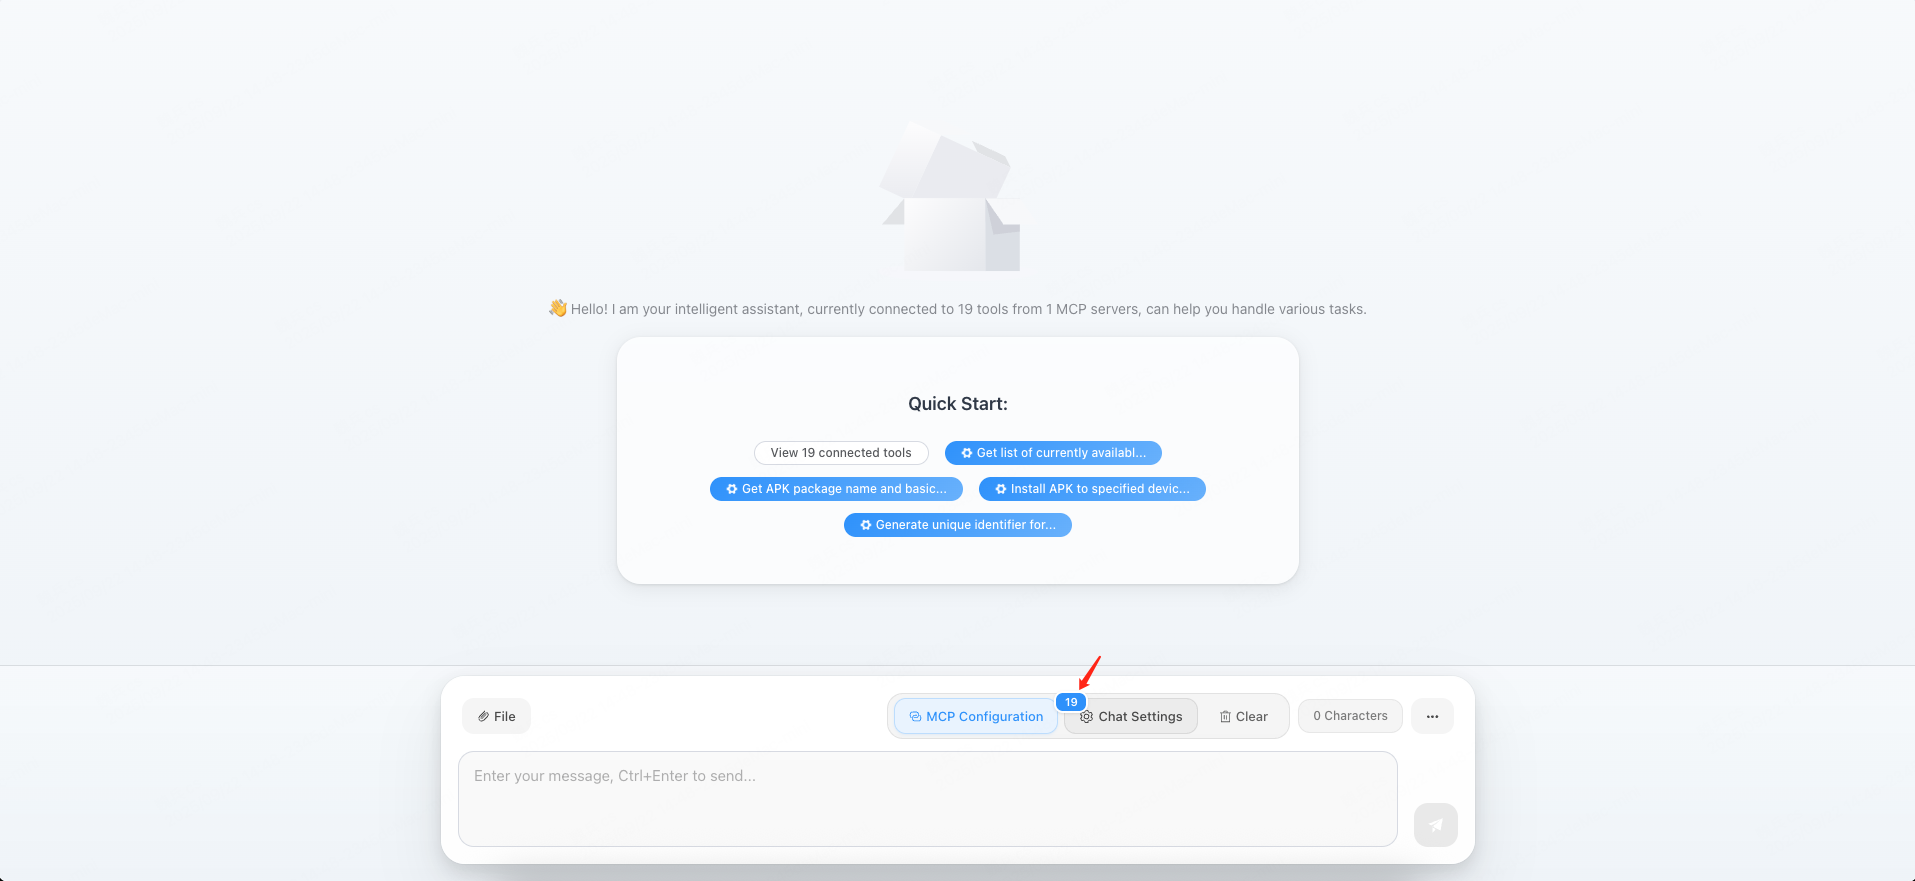 👋 Hello! I am your intelligent assistant, currently connected to 19 tools from 1 MCP servers, can help you handle various tasks.
Quick Start:
View 19 connected tools
Get list of currently availabl...
Get APK package name and basic...
Install APK to specified devic...
Generate unique identifier for...
File
MCP Configuration
19
Chat Settings
Clear
0 Characters
...
Enter your message, Ctrl+Enter to send...